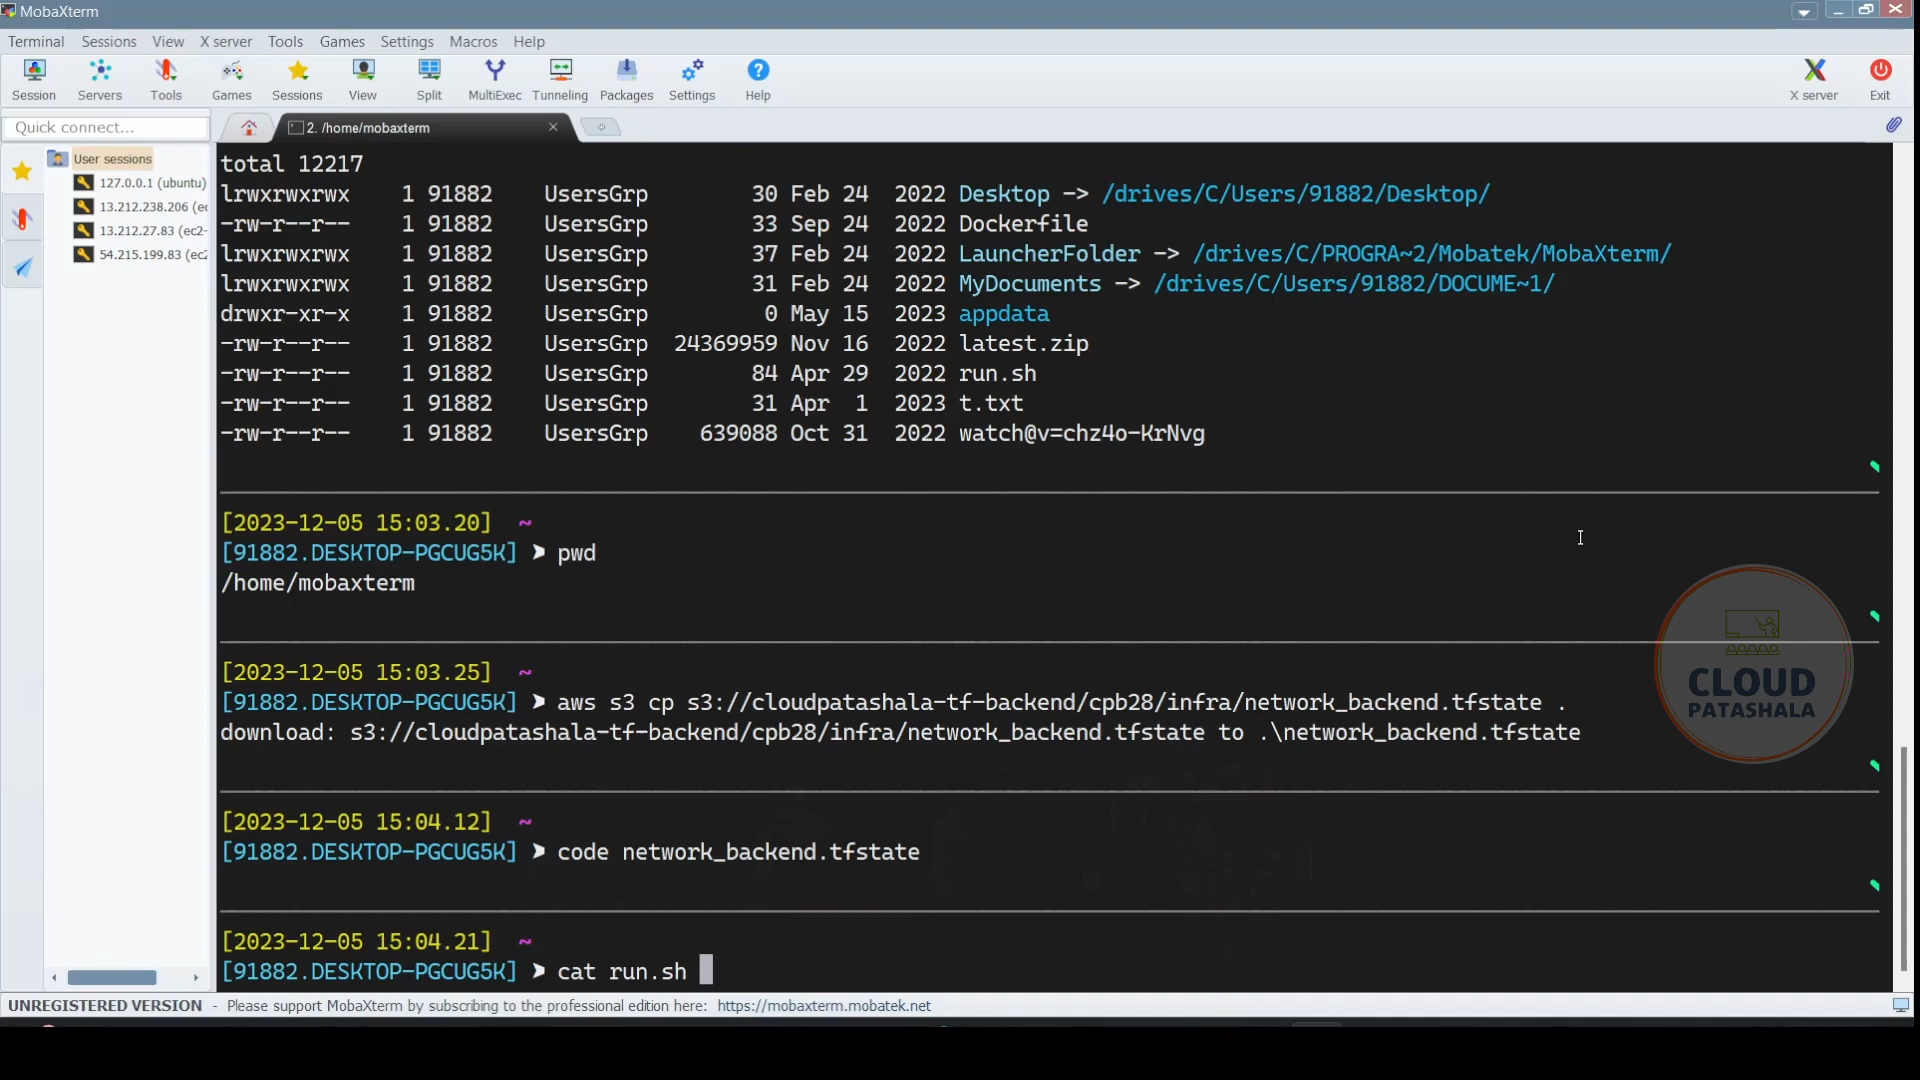 MobaXterm
Terminal Sessions View X server Tools Games Settings Macros Help
Session Servers Tools Games Sessions View Split MultiExec Tunneling Packages Settings Help X server Exit
Quick connect...
2. /home/mobaxterm
User sessions
127.0.0.1 (ubuntu)
13.212.238.206 (ec
13.212.27.83 (ec2-
54.215.199.83 (ec2
total 12217
lrwxrwxrwx 1 91882 UsersGrp 30 Feb 24 2022 Desktop -> /drives/C/Users/91882/Desktop/
-rw-r--r-- 1 91882 UsersGrp 33 Sep 24 2022 Dockerfile
lrwxrwxrwx 1 91882 UsersGrp 37 Feb 24 2022 LauncherFolder -> /drives/C/PROGRA~2/Mobatek/MobaXterm/
lrwxrwxrwx 1 91882 UsersGrp 31 Feb 24 2022 MyDocuments -> /drives/C/Users/91882/DOCUME~1/
drwxr-xr-x 1 91882 UsersGrp 0 May 15 2023 appdata
-rw-r--r-- 1 91882 UsersGrp 24369959 Nov 16 2022 latest.zip
-rw-r--r-- 1 91882 UsersGrp 84 Apr 29 2022 run.sh
-rw-r--r-- 1 91882 UsersGrp 31 Apr 1 2023 t.txt
-rw-r--r-- 1 91882 UsersGrp 639088 Oct 31 2022 watch@v=chz4o-KrNvg
[2023-12-05 15:03.20] ~
[91882.DESKTOP-PGCUG5K] ➤ pwd
/home/mobaxterm
[2023-12-05 15:03.25] ~
[91882.DESKTOP-PGCUG5K] ➤ aws s3 cp s3://cloudpatashala-tf-backend/cpb28/infra/network_backend.tfstate .
download: s3://cloudpatashala-tf-backend/cpb28/infra/network_backend.tfstate to .\network_backend.tfstate
[2023-12-05 15:04.12] ~
[91882.DESKTOP-PGCUG5K] ➤ code network_backend.tfstate
[2023-12-05 15:04.21] ~
[91882.DESKTOP-PGCUG5K] ➤ cat run.sh
CLOUD
PATASHALA
UNREGISTERED VERSION - Please support MobaXterm by subscribing to the professional edition here: https://mobaxterm.mobatek.net